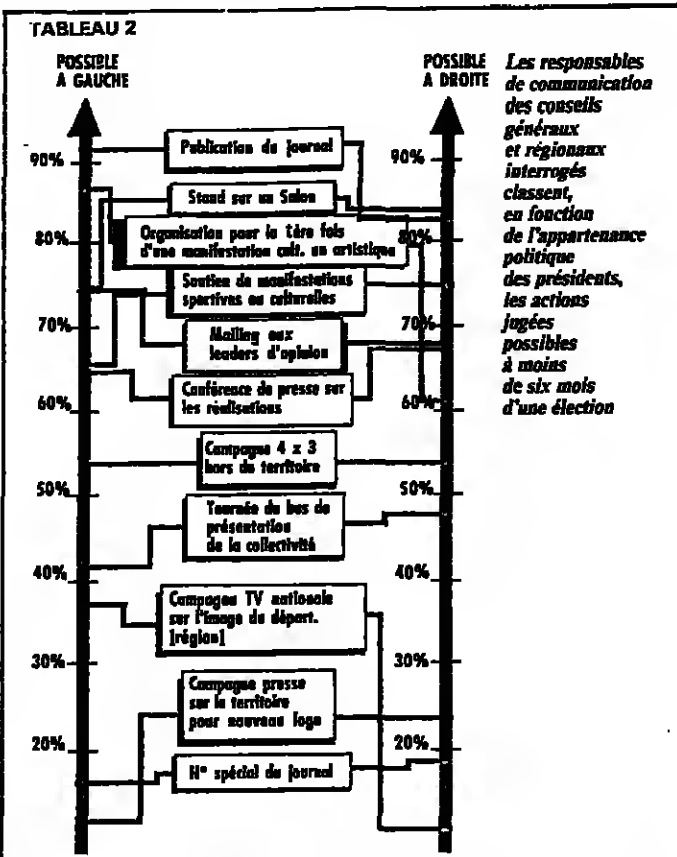 TABLEAU 2
POSSIBLE
A GAUCHE
POSSIBLE
A DROITE
Les responsables
de communication
des conseils
généraux
et régionaux
interrogés
classent,
en fonction
de l'appartenance
politique
des présidents,
les actions
jugées
possibles
à moins
de six mois
d'une élection
90%
80%
70%
60%
50%
40%
30%
20%
Publication du journal
Stand sur un Salon
Organisation pour la 1ère fois
d'une manifestation cult. ou artistique
Soutien de manifestations
sportives ou culturelles
Mailing aux
leaders d'opinion
Conférence de presse sur
les réalisations
Campagne 4 x 3
hors du territoire
Tournée du bus de
présentation
de la collectivité
Campagne TV nationale
sur l'image du départ.
]région]
Campagne presse
sur le territoire
pour nouveau logo
N° spécial du journal
90%
80%
70%
60%
50%
40%
30%
20%